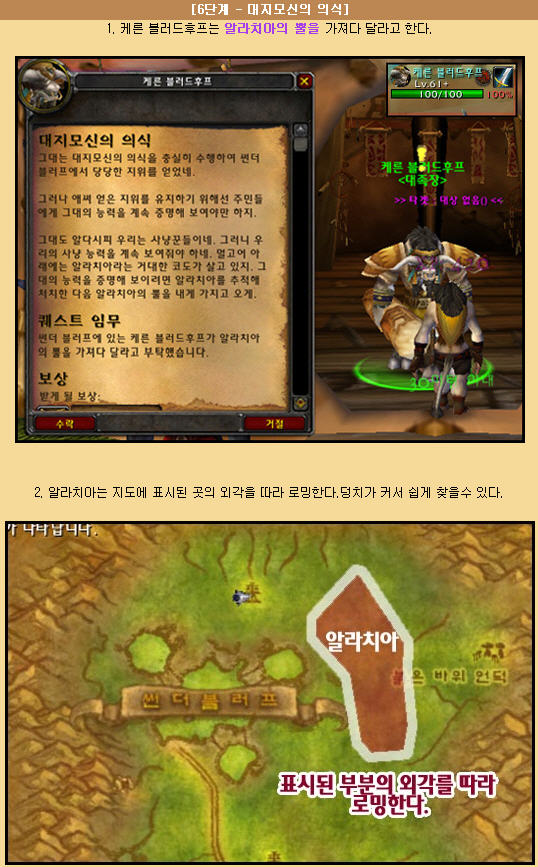 [6단계 - 대지모신의 의식]
1. 케른 블러드후프는 알라치아의 뿔을 가져다 달라고 한다.
케른 블러드후프
대지모신의 의식
그대는 대지모신의 의식을 충실히 수행하여 썬더
블러프에서 당당한 지위를 얻었네.
그러나 애써 얻은 지위를 유지하기 위해선 주민들
에게 그대의 능력을 계속 증명해 보여야만 하지.
그대도 알다시피 우리는 사냥꾼들이네. 그러니 우
리의 사냥 능력을 계속 보여줘야 하네. 멀고어 아
래에는 알라치아라는 거대한 코도가 살고 있지. 그
대의 능력을 증명해 보이려면 알라치아를 추적해
처치한 다음 알라치아의 뿔을 내게 가지고 오게.
퀘스트 임무
썬더 블러프에 있는 케른 블러드후프가 알라치아
의 뿔을 가져다 달라고 부탁했습니다.
보상
받게 될 보상:
수락
거절
케른 블러드후프
Lv.61+
100/100
100%
케른 블러드후프
<대족장>
>> 타겟 : 대상 없음() <<
2. 알라치아는 지도에 표시된 곳의 외각을 따라 로밍한다.덩치가 커서 쉽게 찾을수 있다.
알라치아
붉은 바위 언덕
썬더 블러프
표시된 부분의 외각를 따라
로밍한다.